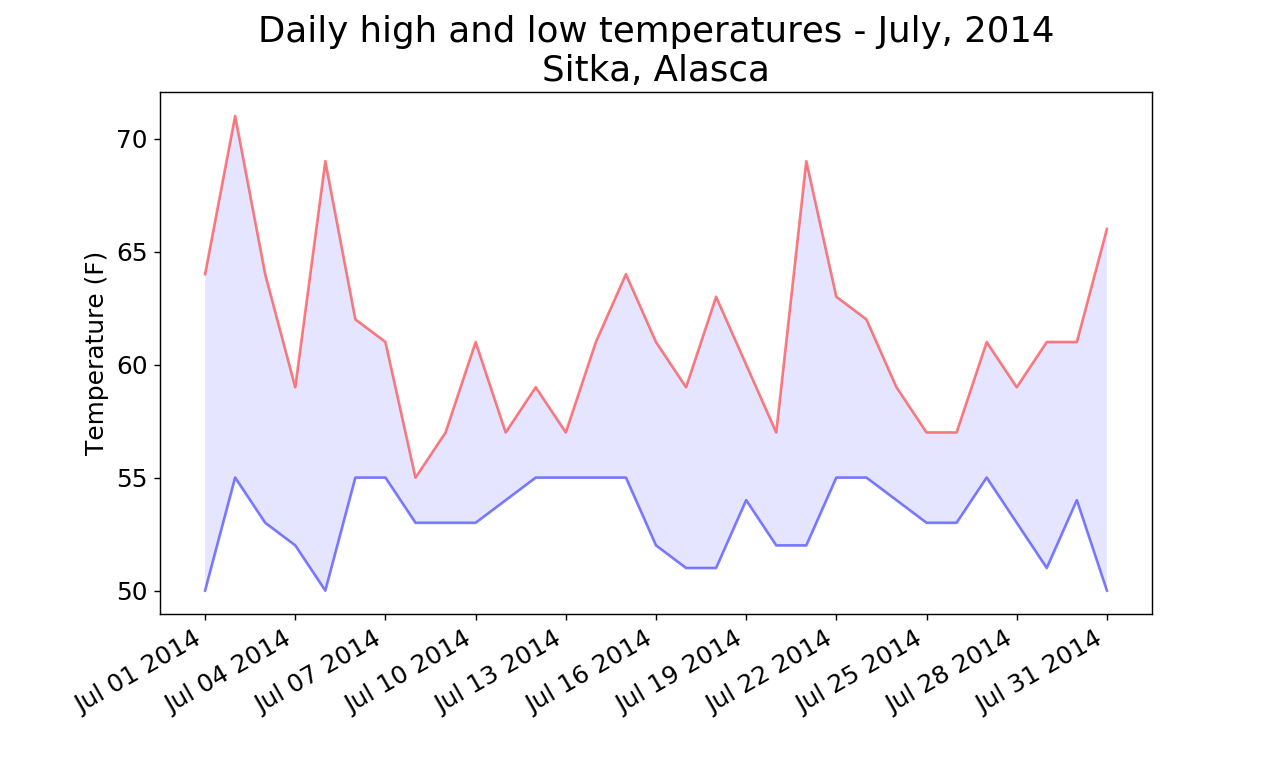 Daily high and low temperatures - July, 2014
Sitka, Alasca
Temperature (F)
70
65
60
55
50
Jul 01 2014
Jul 04 2014
Jul 07 2014
Jul 10 2014
Jul 13 2014
Jul 16 2014
Jul 19 2014
Jul 22 2014
Jul 25 2014
Jul 28 2014
Jul 31 2014